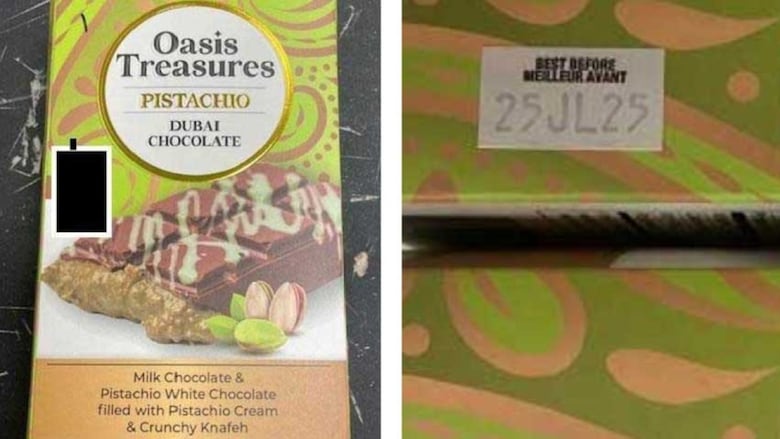 Oasis
Treasures
PISTACHIO
DUBAI
CHOCOLATE
Milk Chocolate &
Pistachio White Chocolate
filled with Pistachio Cream
& Crunchy Knafeh
BEST BEFORE
MEILLEUR AVANT
25JL25